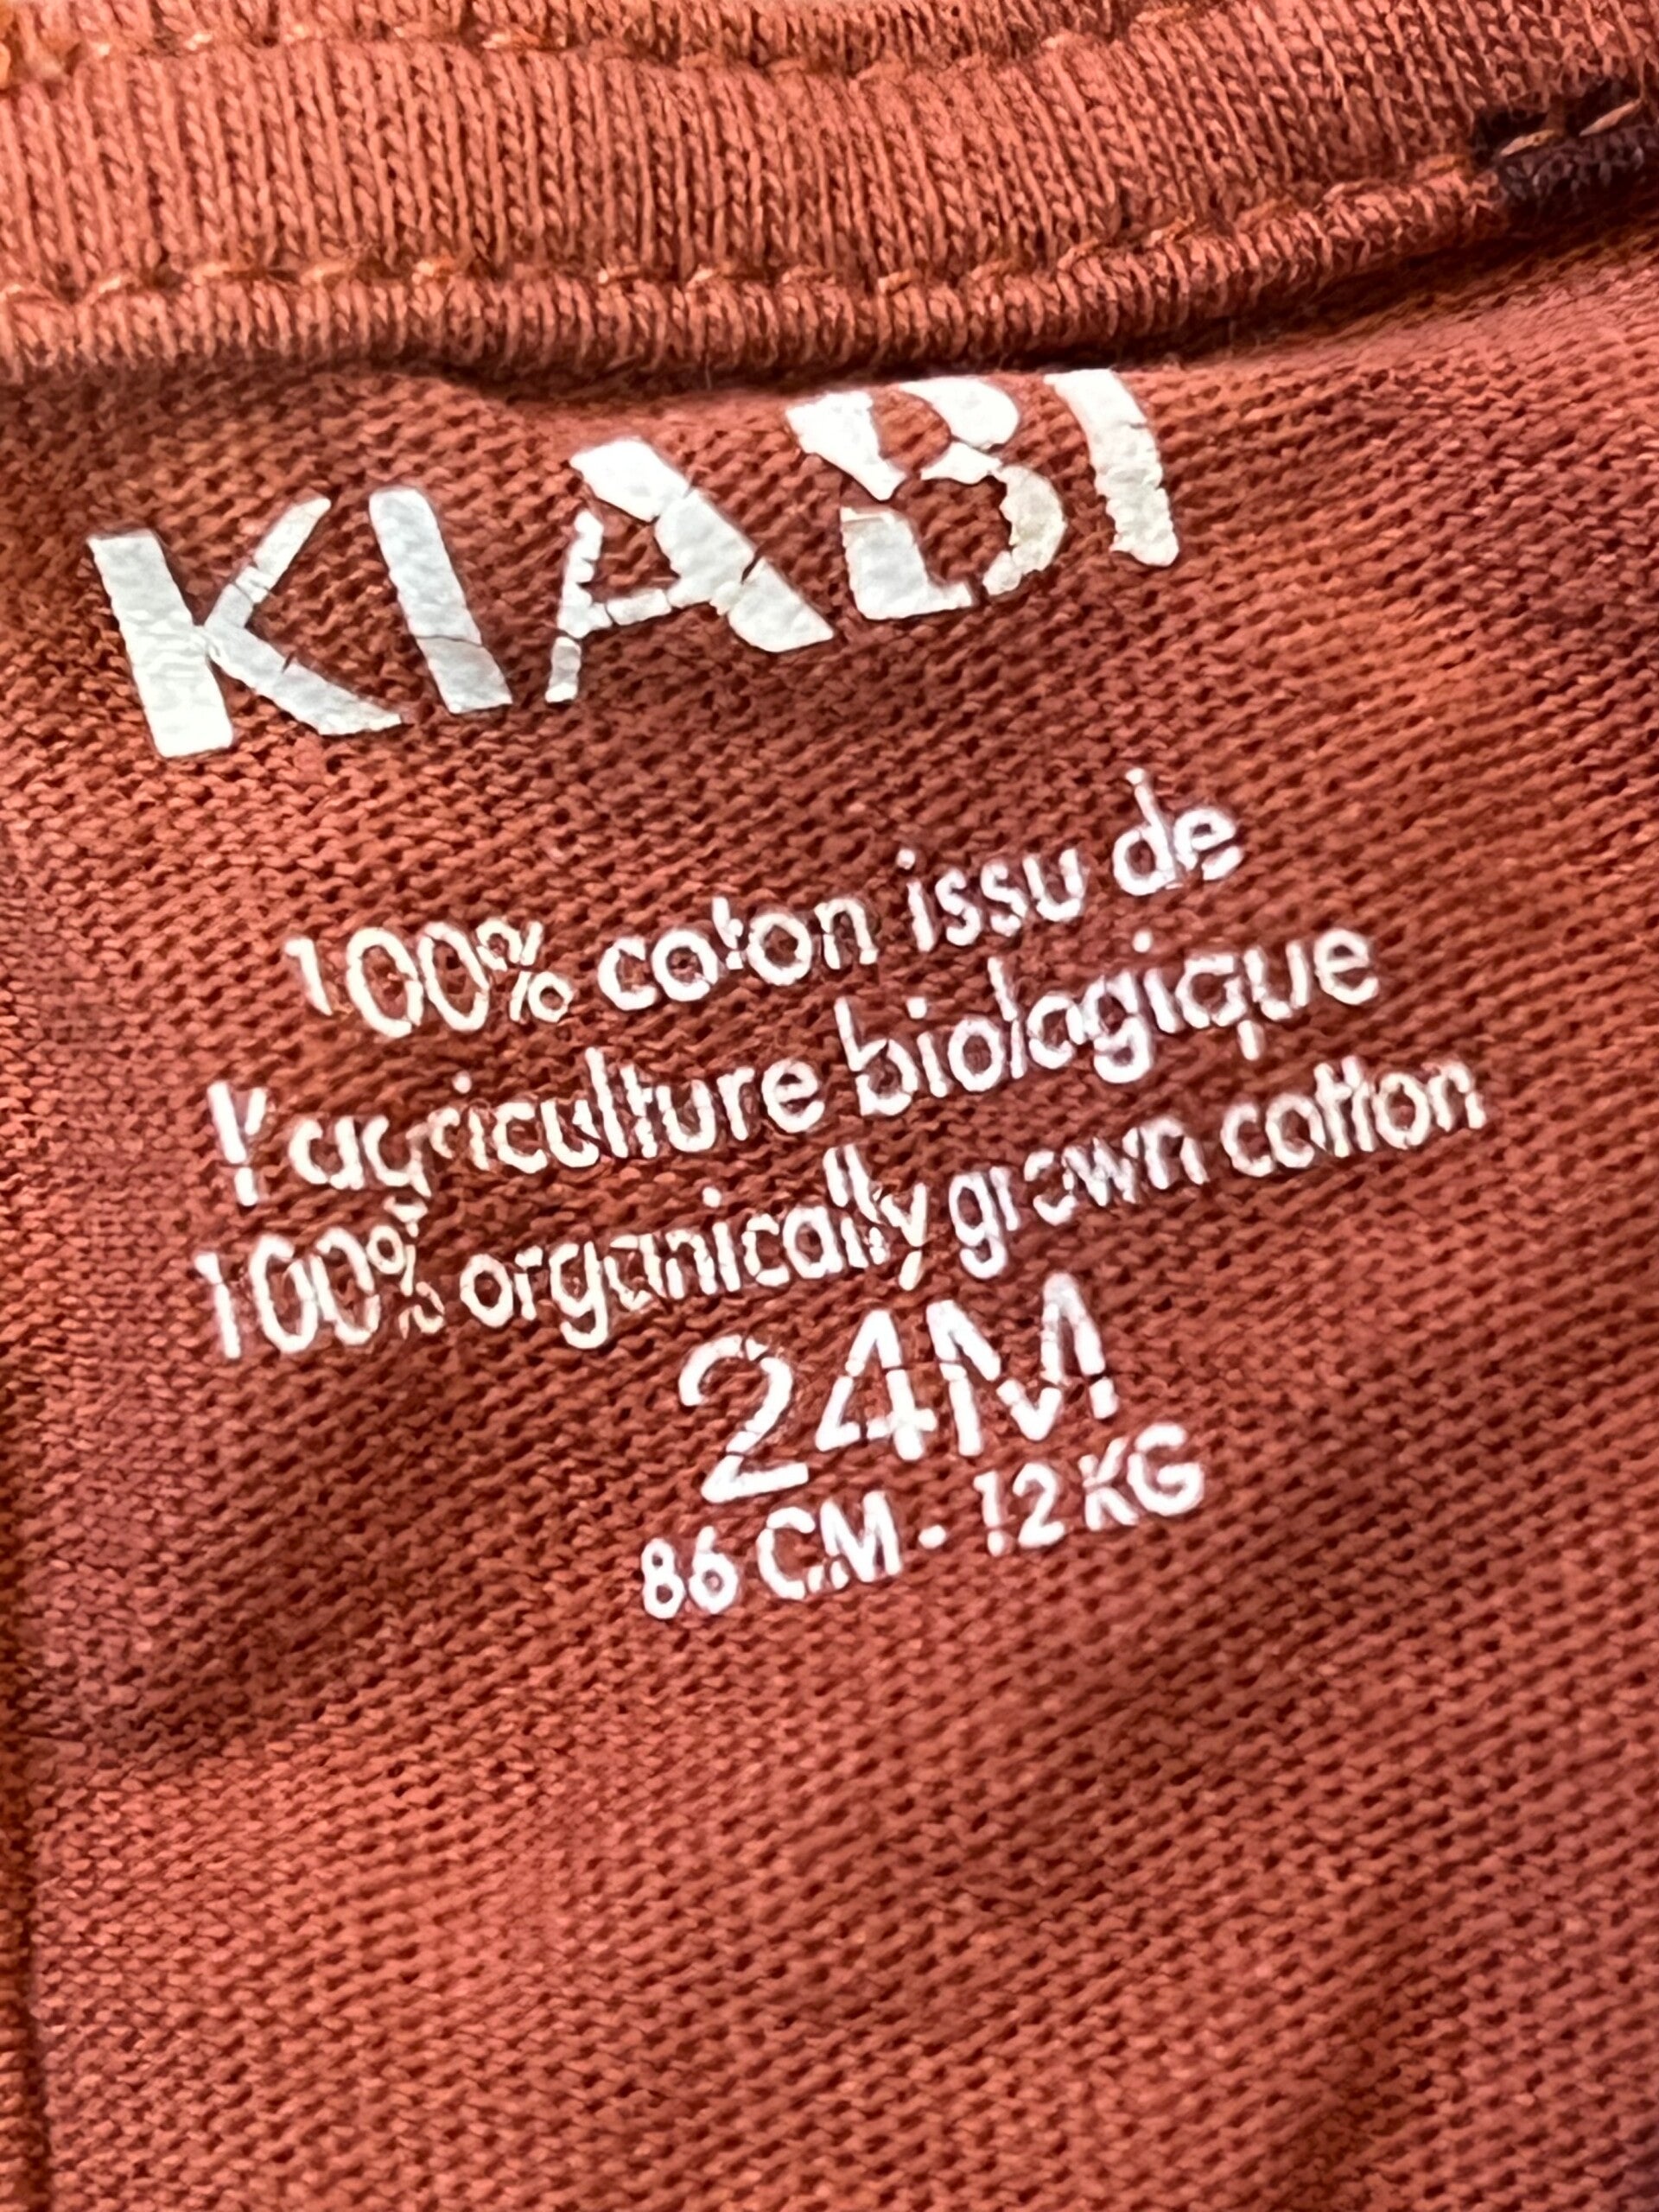 KIABI
100% coton issu de
l'agriculture biologique
100% organically grown cotton
24M
86 CM - 12 KG